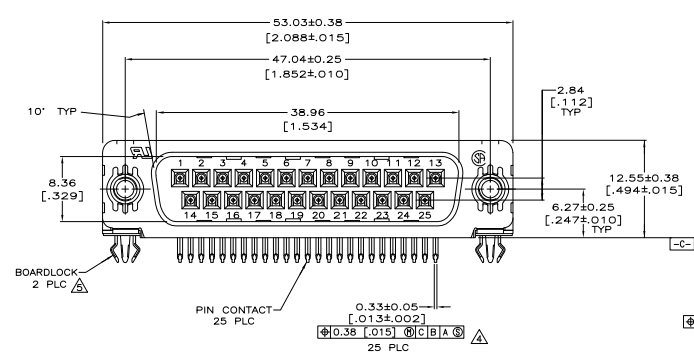 53.03±0.38
[2.088±.015]
47.04±0.25
[1.852±.010]
2.84
[.112]
TYP
10° TYP
38.96
[1.534]
1 2 3 4 5 6 7 8 9 10 11 12 13
8.36
[.329]
12.55±0.38
[.494±.015]
6.27±0.25
[.247±.010]
TYP
14 15 16 17 18 19 20 21 22 23 24 25
-C-
BOARDLOCK
2 PLC 5
PIN CONTACT
25 PLC
0.33±0.05
[.013±.002]
⌖ 0.38 [.015] Ⓜ C B A Ⓢ 4
25 PLC